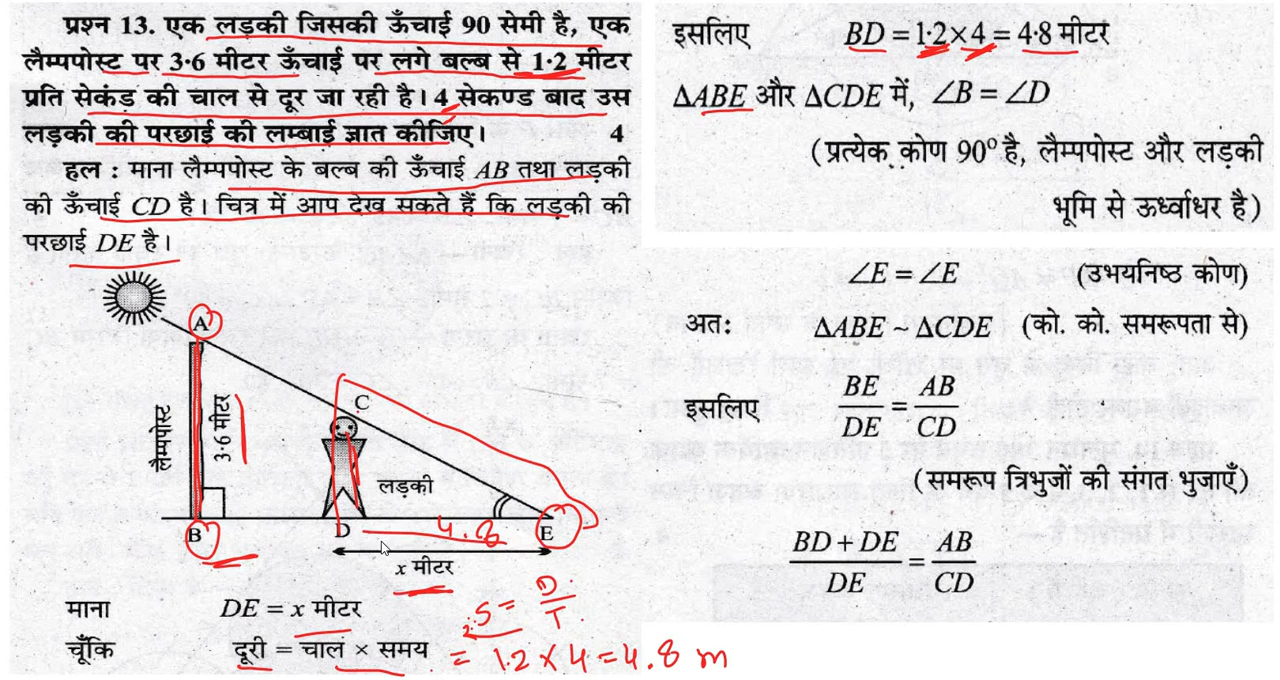 प्रश्न 13. एक लड़की जिसकी ऊँचाई 90 सेमी है, एक
लैम्पपोस्ट पर 3·6 मीटर ऊँचाई पर लगे बल्ब से 1·2 मीटर
प्रति सेकंड की चाल से दूर जा रही है। 4 सेकण्ड बाद उस
लड़की की परछाई की लम्बाई ज्ञात कीजिए। 4
हल : माना लैम्पपोस्ट के बल्ब की ऊँचाई AB तथा लड़की
की ऊँचाई CD है। चित्र में आप देख सकते हैं कि लड़की की
परछाई DE है।
A
C
लैम्पपोस्ट
3·6 मीटर
लड़की
B
D
4.8
E
x मीटर
माना DE = x मीटर
S = D/T
चूँकि दूरी = चाल × समय
= 1.2 × 4 = 4.8 m
इसलिए BD = 1·2 × 4 = 4·8 मीटर
ΔABE और ΔCDE में, ∠B = ∠D
(प्रत्येक कोण 90° है, लैम्पपोस्ट और लड़की
भूमि से ऊर्ध्वाधर है)
∠E = ∠E (उभयनिष्ठ कोण)
अतः ΔABE ~ ΔCDE (को. को. समरूपता से)
इसलिए BE/DE = AB/CD
(समरूप त्रिभुजों की संगत भुजाएँ)
BD + DE/DE = AB/CD